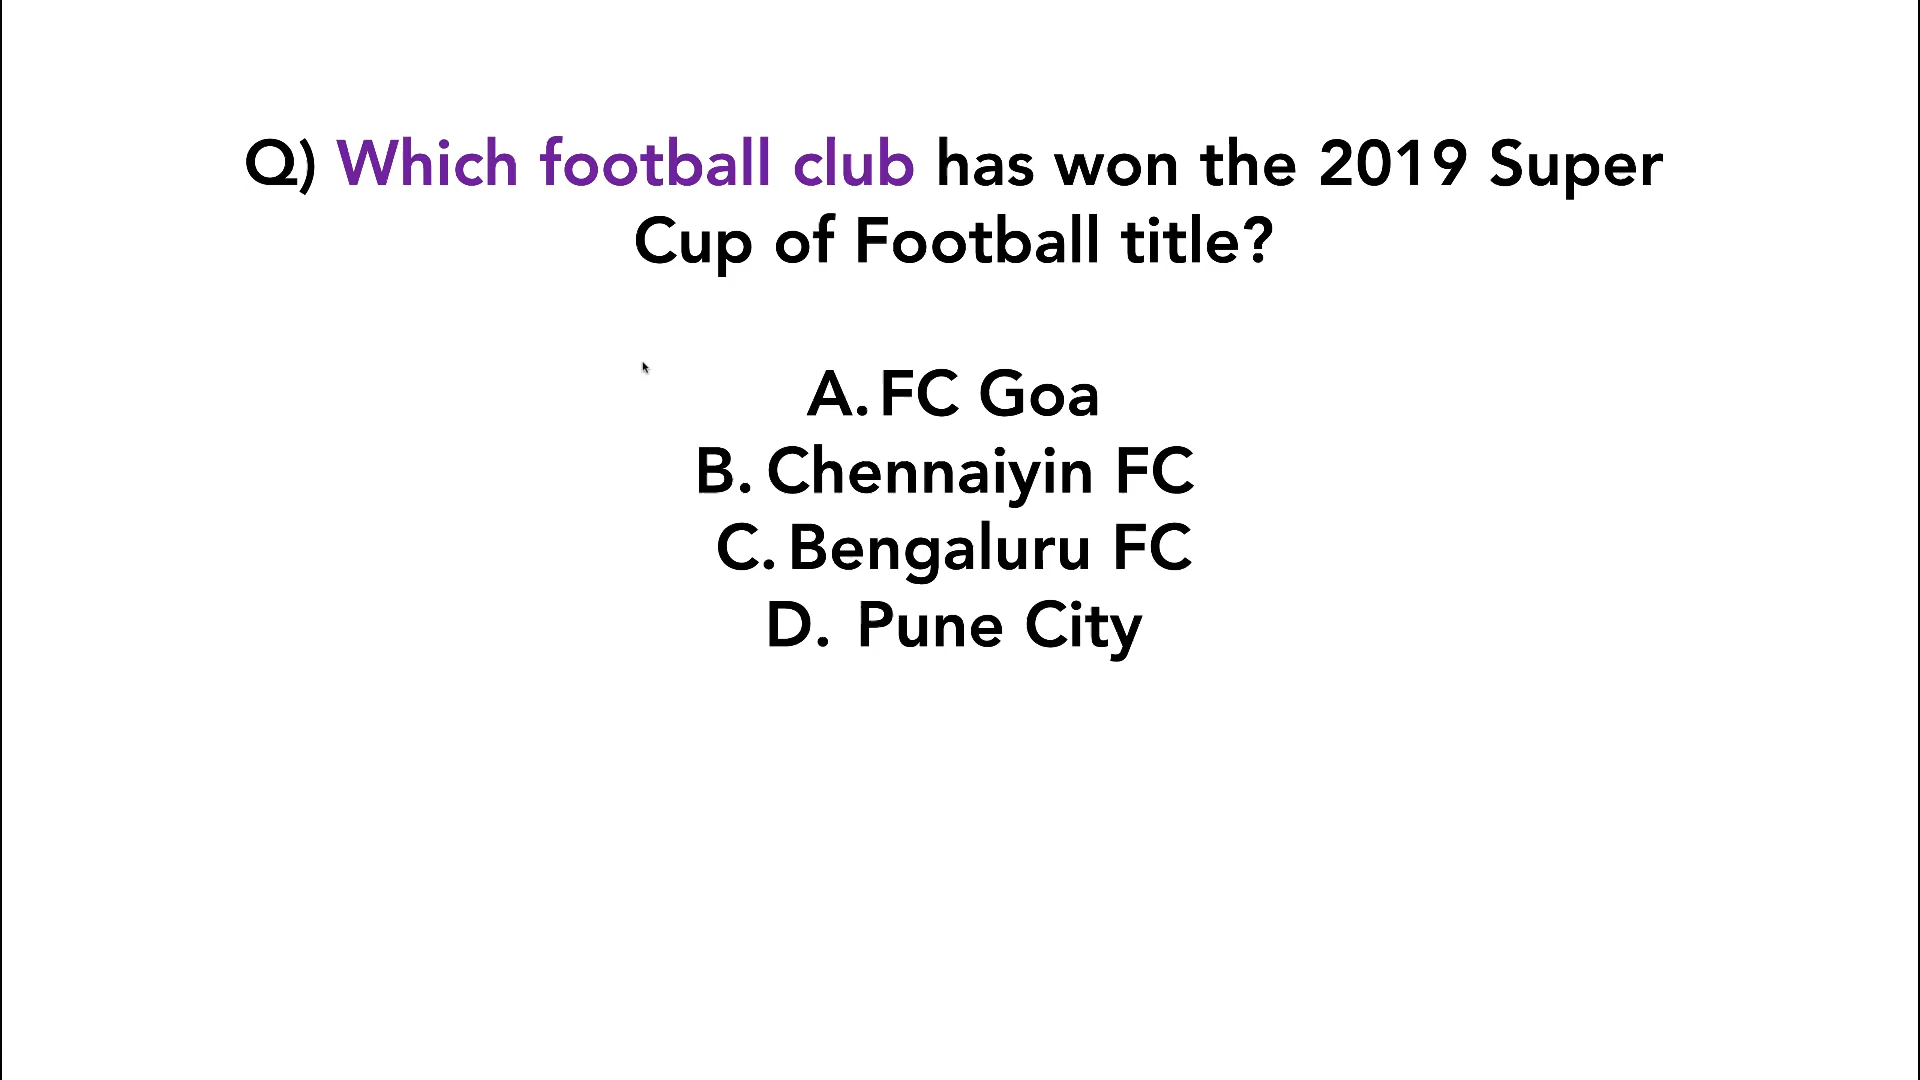 Q) Which football club has won the 2019 Super
Cup of Football title?
A. FC Goa
B. Chennaiyin FC
C. Bengaluru FC
D. Pune City